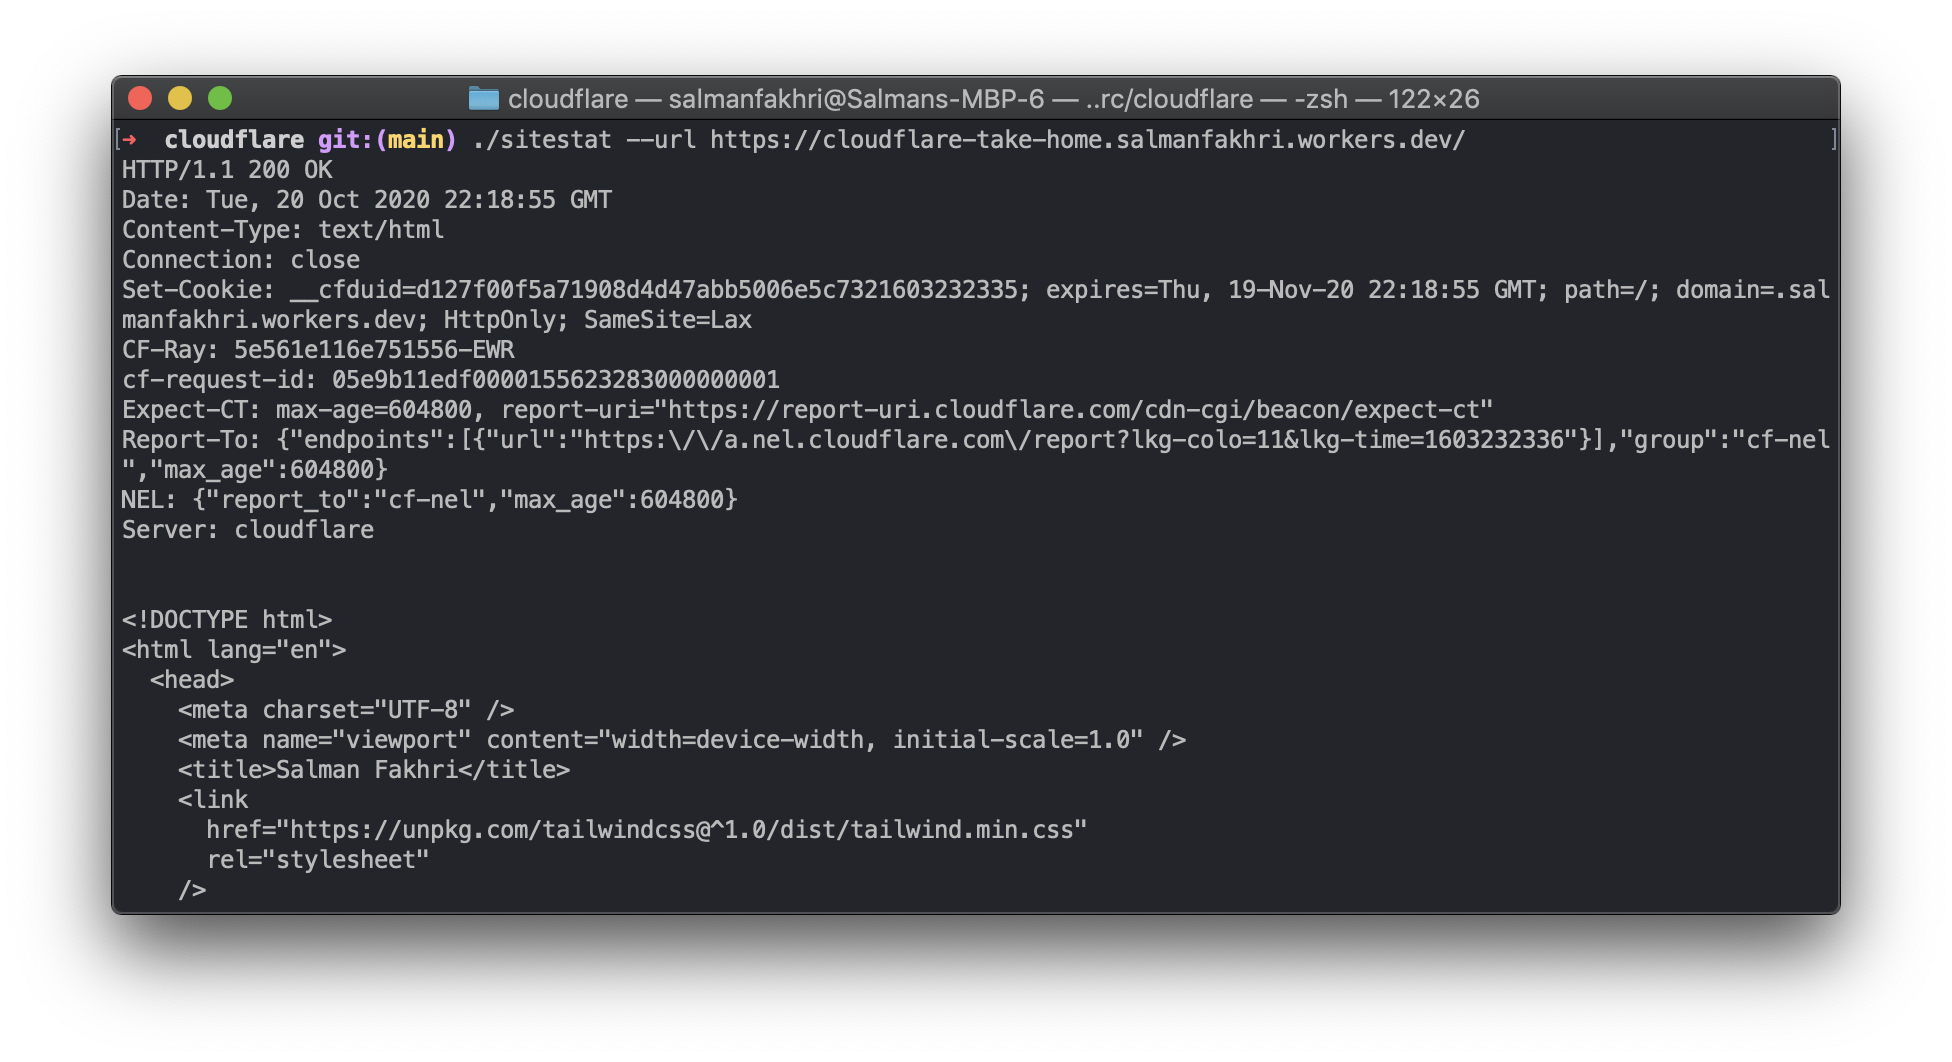 cloudflare — salmanfakhri@Salmans-MBP-6 — ..rc/cloudflare — -zsh — 122×26
[➜  cloudflare git:(main) ./sitestat --url https://cloudflare-take-home.salmanfakhri.workers.dev/ ]
HTTP/1.1 200 OK
Date: Tue, 20 Oct 2020 22:18:55 GMT
Content-Type: text/html
Connection: close
Set-Cookie: __cfduid=d127f00f5a71908d4d47abb5006e5c7321603232335; expires=Thu, 19-Nov-20 22:18:55 GMT; path=/; domain=.sal
manfakhri.workers.dev; HttpOnly; SameSite=Lax
CF-Ray: 5e561e116e751556-EWR
cf-request-id: 05e9b11edf0000155623283000000001
Expect-CT: max-age=604800, report-uri="https://report-uri.cloudflare.com/cdn-cgi/beacon/expect-ct"
Report-To: {"endpoints":[{"url":"https:\/\/a.nel.cloudflare.com\/report?lkg-colo=11&lkg-time=1603232336"}],"group":"cf-nel
","max_age":604800}
NEL: {"report_to":"cf-nel","max_age":604800}
Server: cloudflare
<!DOCTYPE html>
<html lang="en">
  <head>
    <meta charset="UTF-8" />
    <meta name="viewport" content="width=device-width, initial-scale=1.0" />
    <title>Salman Fakhri</title>
    <link
      href="https://unpkg.com/tailwindcss@^1.0/dist/tailwind.min.css"
      rel="stylesheet"
    />